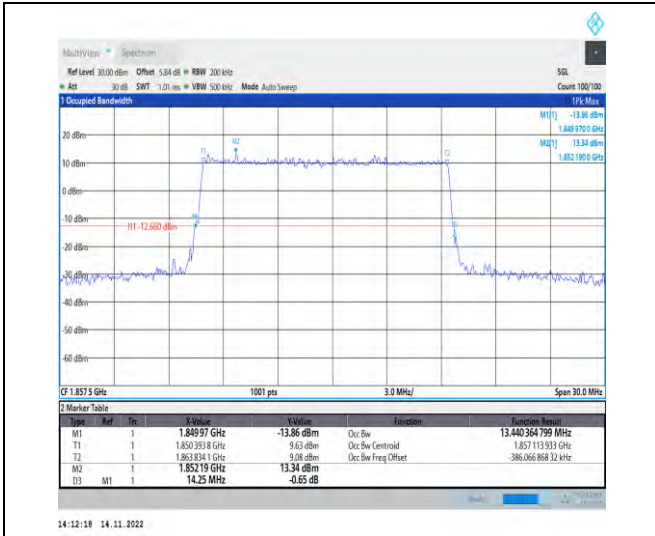 MultiView Spectrum
Ref Level 30.00 dBm Offset 5.84 dB RBW 200 kHz SGL
Att 30 dB SWT 1.01 ms VBW 500 kHz Mode Auto Sweep Count 100/100
1 Occupied Bandwidth 1Pk Max
M1[1] -13.86 dBm
1.849 970 0 GHz
M2[1] 13.34 dBm
1.852 190 0 GHz
20 dBm
T1 M2 T2
10 dBm
0 dBm
-10 dBm
H1 -12.660 dBm
-20 dBm
-30 dBm
-40 dBm
-50 dBm
-60 dBm
CF 1.857 5 GHz 1001 pts 3.0 MHz/ Span 30.0 MHz
2 Marker Table
Type Ref Trc X-Value Y-Value Function Function Result
M1 1 1.849 97 GHz -13.86 dBm Occ Bw 13.440 364 799 MHz
T1 1 1.850 393 8 GHz 9.63 dBm Occ Bw Centroid 1.857 113 933 GHz
T2 1 1.863 834 1 GHz 9.08 dBm Occ Bw Freq Offset -386.066 868 32 kHz
M2 1 1.852 19 GHz 13.34 dBm
D3 M1 1 14.25 MHz -0.65 dB
14:12:18 14.11.2022